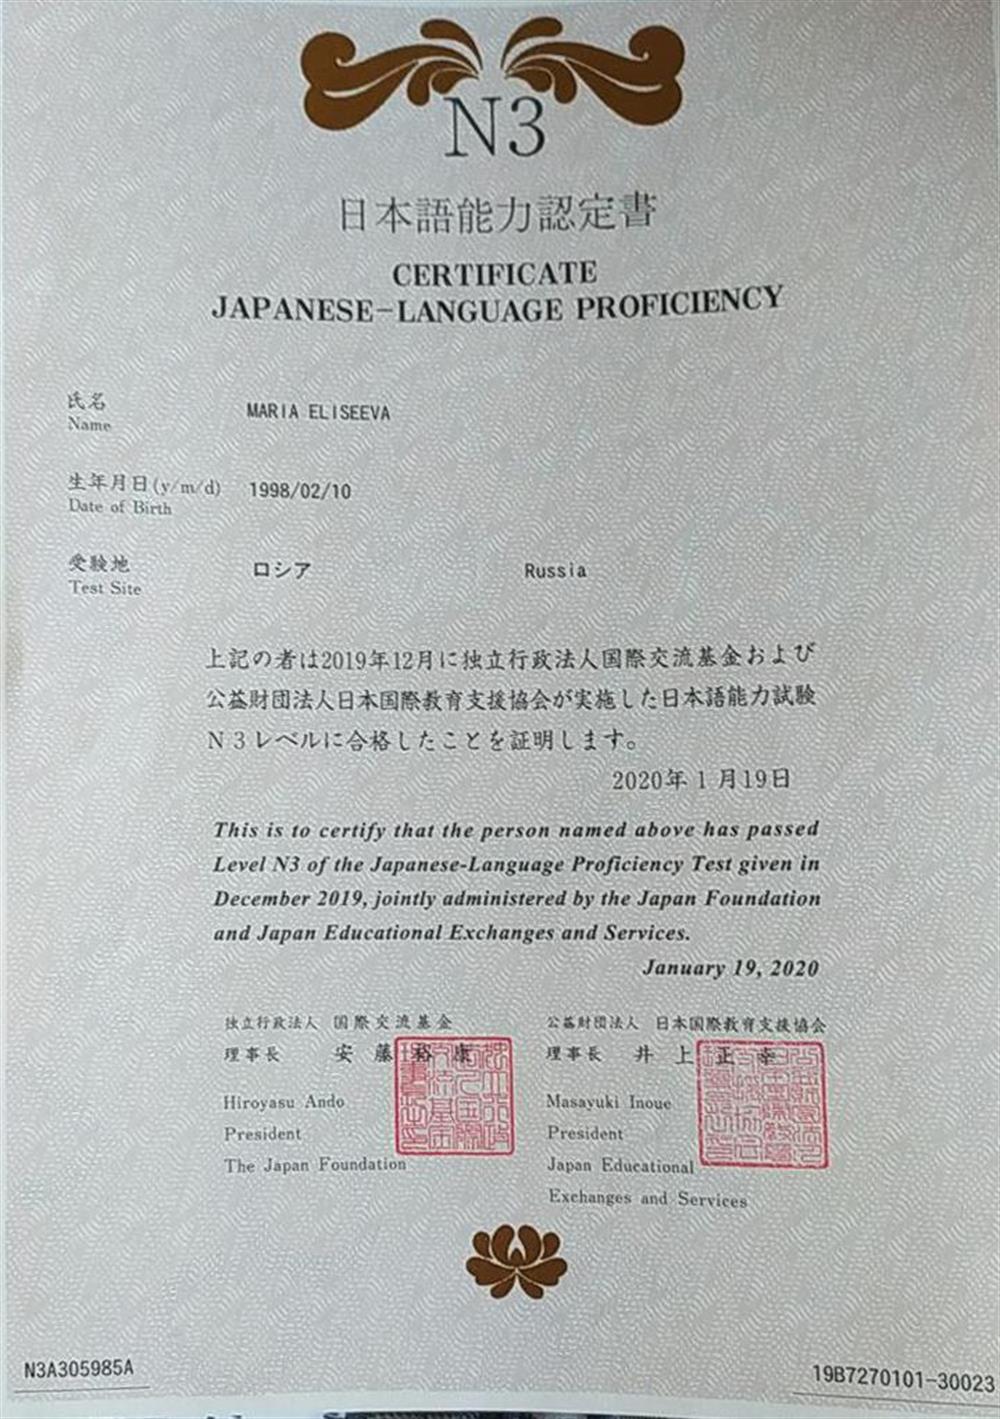 N3
日本語能力認定書
CERTIFICATE
JAPANESE-LANGUAGE PROFICIENCY
氏名
Name
MARIA ELISEEVA
生年月日(y/m/d) 1998/02/10
Date of Birth
受験地
Test Site
ロシア Russia
上記の者は2019年12月に独立行政法人国際交流基金および
公益財団法人日本国際教育支援協会が実施した日本語能力試験
N3レベルに合格したことを証明します。
2020年1月19日
This is to certify that the person named above has passed
Level N3 of the Japanese-Language Proficiency Test given in
December 2019, jointly administered by the Japan Foundation
and Japan Educational Exchanges and Services.
January 19, 2020
独立行政法人 国際交流基金
理事長 安藤裕康
Hiroyasu Ando
President
The Japan Foundation
公益財団法人 日本国際教育支援協会
理事長 井上正幸
Masayuki Inoue
President
Japan Educational
Exchanges and Services
N3A305985A
19B7270101-30023